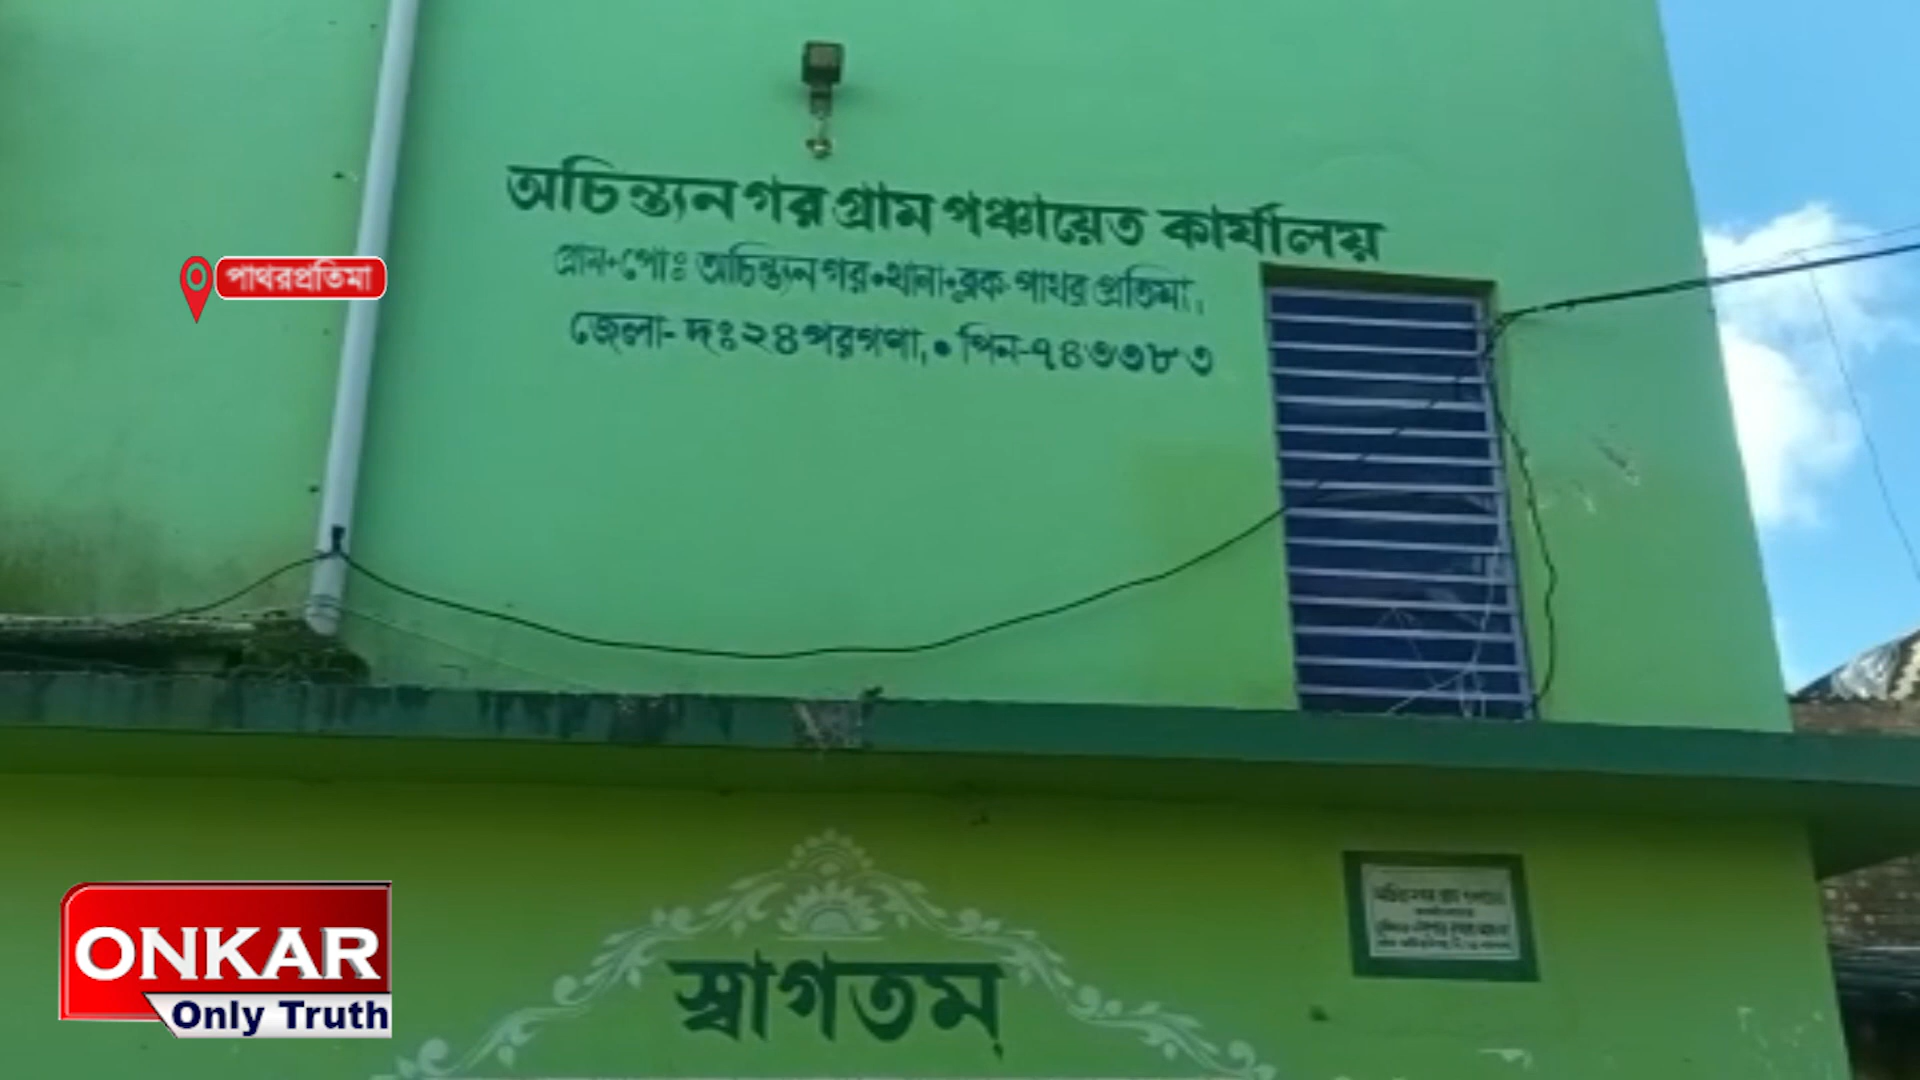 অচিন্ত্যনগর গ্রাম পঞ্চায়েত কার্যালয়
গ্রাম+পোঃ অচিন্ত্যনগর•থানা+ব্লক-পাথর প্রতিমা,
জেলা- দঃ২৪পরগণা,• পিন-৭৪৩৩৮৩
পাথরপ্রতিমা
স্বাগতম্
ONKAR
Only Truth